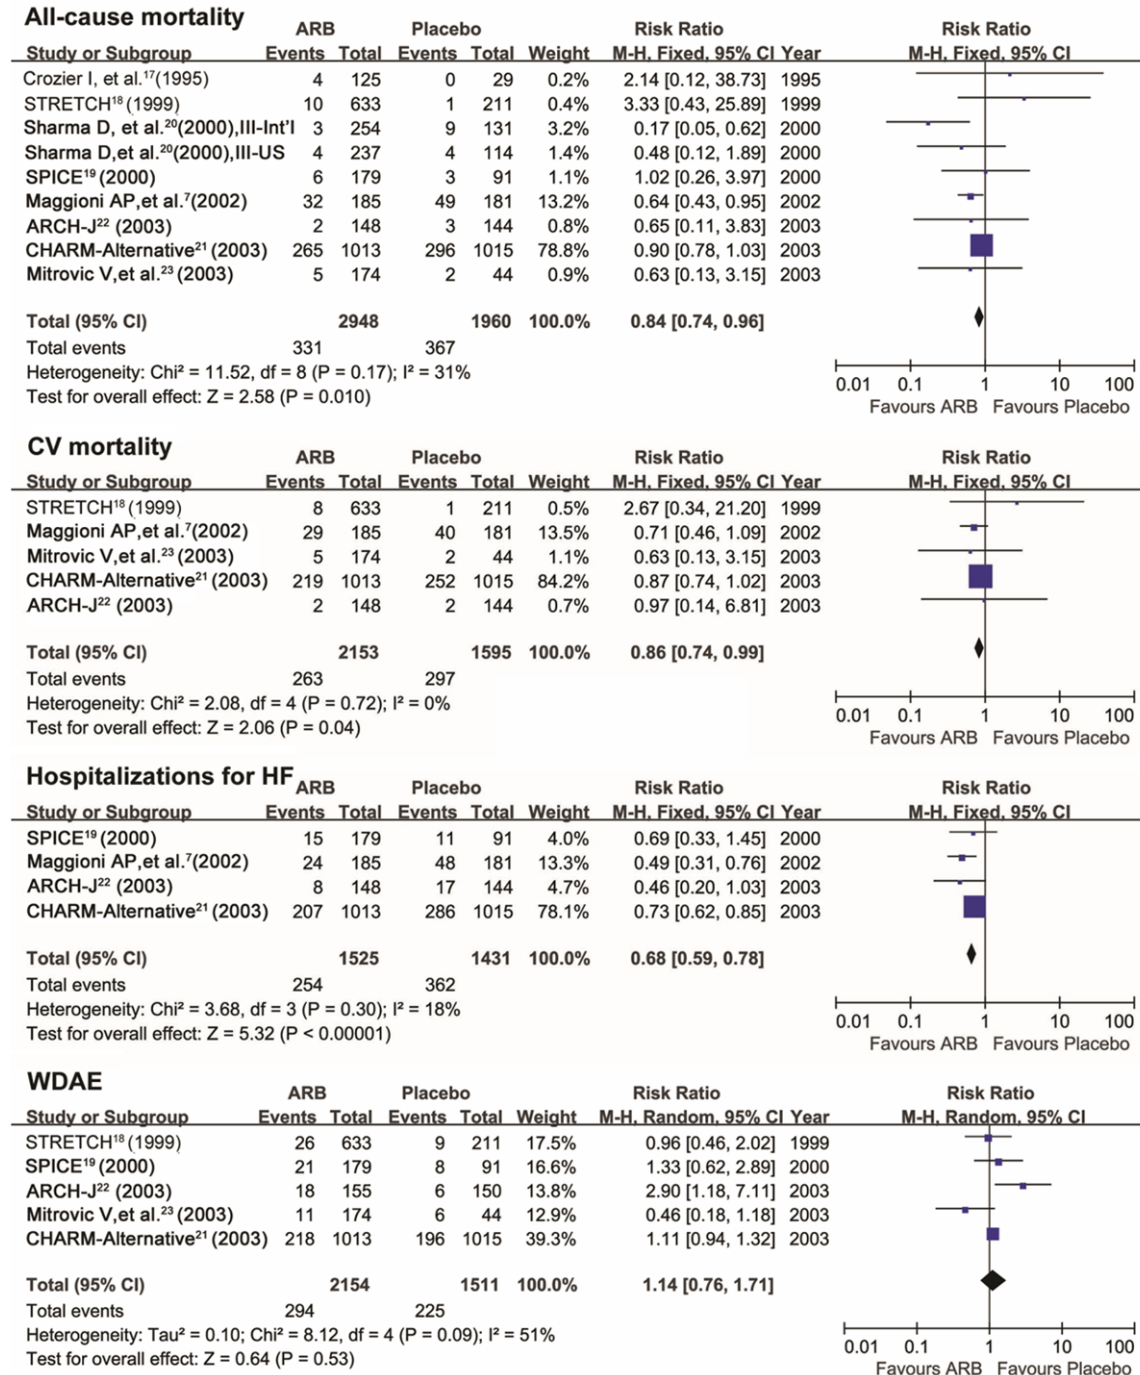 All-cause mortality
ARB Placebo Risk Ratio Risk Ratio
Study or Subgroup Events Total Events Total Weight M-H, Fixed, 95% CI Year M-H, Fixed, 95% CI
Crozier I, et al.¹⁷(1995) 4 125 0 29 0.2% 2.14 [0.12, 38.73] 1995
STRETCH¹⁸ (1999) 10 633 1 211 0.4% 3.33 [0.43, 25.89] 1999
Sharma D, et al.²⁰(2000),III-Int'l 3 254 9 131 3.2% 0.17 [0.05, 0.62] 2000
Sharma D,et al.²⁰(2000),III-US 4 237 4 114 1.4% 0.48 [0.12, 1.89] 2000
SPICE¹⁹ (2000) 6 179 3 91 1.1% 1.02 [0.26, 3.97] 2000
Maggioni AP,et al.⁷(2002) 32 185 49 181 13.2% 0.64 [0.43, 0.95] 2002
ARCH-J²² (2003) 2 148 3 144 0.8% 0.65 [0.11, 3.83] 2003
CHARM-Alternative²¹ (2003) 265 1013 296 1015 78.8% 0.90 [0.78, 1.03] 2003
Mitrovic V,et al.²³ (2003) 5 174 2 44 0.9% 0.63 [0.13, 3.15] 2003
Total (95% CI) 2948 1960 100.0% 0.84 [0.74, 0.96]
Total events 331 367
Heterogeneity: Chi² = 11.52, df = 8 (P = 0.17); I² = 31%
Test for overall effect: Z = 2.58 (P = 0.010)
0.01 0.1 1 10 100
Favours ARB Favours Placebo
CV mortality
ARB Placebo Risk Ratio Risk Ratio
Study or Subgroup Events Total Events Total Weight M-H, Fixed, 95% CI Year M-H, Fixed, 95% CI
STRETCH¹⁸ (1999) 8 633 1 211 0.5% 2.67 [0.34, 21.20] 1999
Maggioni AP,et al.⁷(2002) 29 185 40 181 13.5% 0.71 [0.46, 1.09] 2002
Mitrovic V,et al.²³ (2003) 5 174 2 44 1.1% 0.63 [0.13, 3.15] 2003
CHARM-Alternative²¹ (2003) 219 1013 252 1015 84.2% 0.87 [0.74, 1.02] 2003
ARCH-J²² (2003) 2 148 2 144 0.7% 0.97 [0.14, 6.81] 2003
Total (95% CI) 2153 1595 100.0% 0.86 [0.74, 0.99]
Total events 263 297
Heterogeneity: Chi² = 2.08, df = 4 (P = 0.72); I² = 0%
Test for overall effect: Z = 2.06 (P = 0.04)
0.01 0.1 1 10 100
Favours ARB Favours Placebo
Hospitalizations for HF
ARB Placebo Risk Ratio Risk Ratio
Study or Subgroup Events Total Events Total Weight M-H, Fixed, 95% CI Year M-H, Fixed, 95% CI
SPICE¹⁹ (2000) 15 179 11 91 4.0% 0.69 [0.33, 1.45] 2000
Maggioni AP,et al.⁷(2002) 24 185 48 181 13.3% 0.49 [0.31, 0.76] 2002
ARCH-J²² (2003) 8 148 17 144 4.7% 0.46 [0.20, 1.03] 2003
CHARM-Alternative²¹ (2003) 207 1013 286 1015 78.1% 0.73 [0.62, 0.85] 2003
Total (95% CI) 1525 1431 100.0% 0.68 [0.59, 0.78]
Total events 254 362
Heterogeneity: Chi² = 3.68, df = 3 (P = 0.30); I² = 18%
Test for overall effect: Z = 5.32 (P < 0.00001)
0.01 0.1 1 10 100
Favours ARB Favours Placebo
WDAE
ARB Placebo Risk Ratio Risk Ratio
Study or Subgroup Events Total Events Total Weight M-H, Random, 95% CI Year M-H, Random, 95% CI
STRETCH¹⁸ (1999) 26 633 9 211 17.5% 0.96 [0.46, 2.02] 1999
SPICE¹⁹ (2000) 21 179 8 91 16.6% 1.33 [0.62, 2.89] 2000
ARCH-J²² (2003) 18 155 6 150 13.8% 2.90 [1.18, 7.11] 2003
Mitrovic V,et al.²³ (2003) 11 174 6 44 12.9% 0.46 [0.18, 1.18] 2003
CHARM-Alternative²¹ (2003) 218 1013 196 1015 39.3% 1.11 [0.94, 1.32] 2003
Total (95% CI) 2154 1511 100.0% 1.14 [0.76, 1.71]
Total events 294 225
Heterogeneity: Tau² = 0.10; Chi² = 8.12, df = 4 (P = 0.09); I² = 51%
Test for overall effect: Z = 0.64 (P = 0.53)
0.01 0.1 1 10 100
Favours ARB Favours Placebo